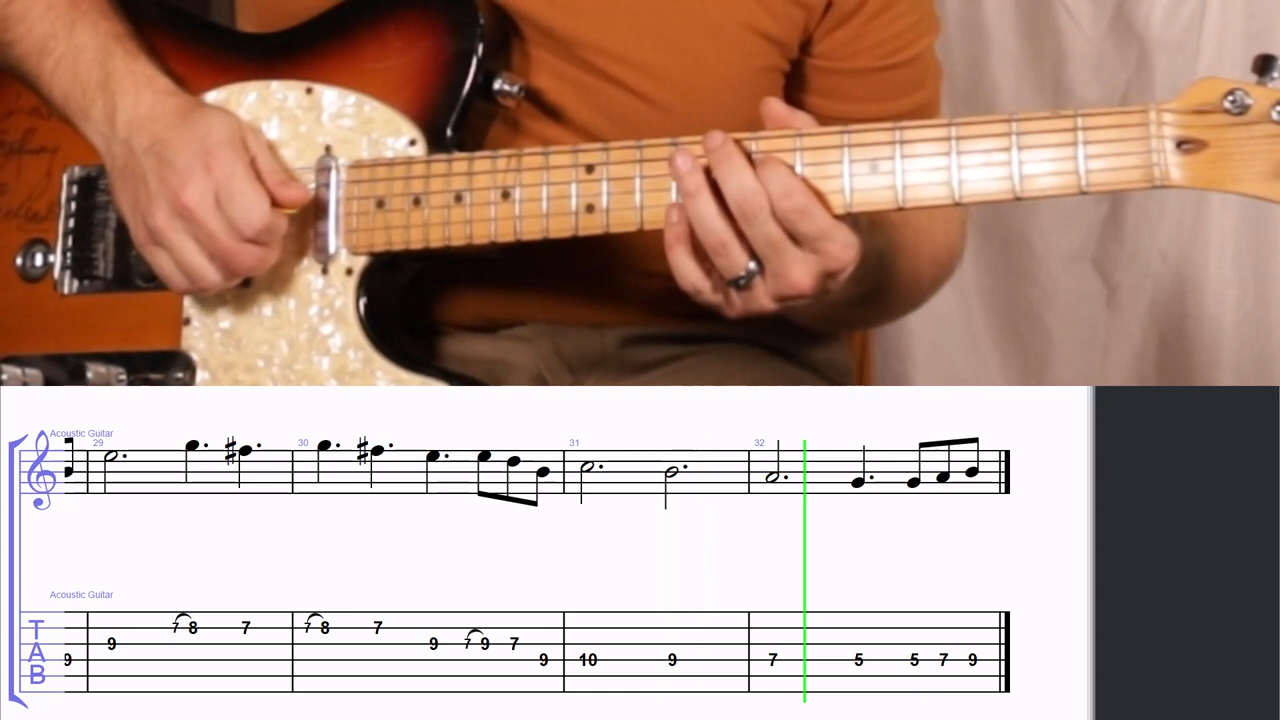 Acoustic Guitar
29 30 31 32
Acoustic Guitar
T
A
B
7 8 7 7 8 7
9 9 7 9 7
9 9 10 9 7 5 5 7 9